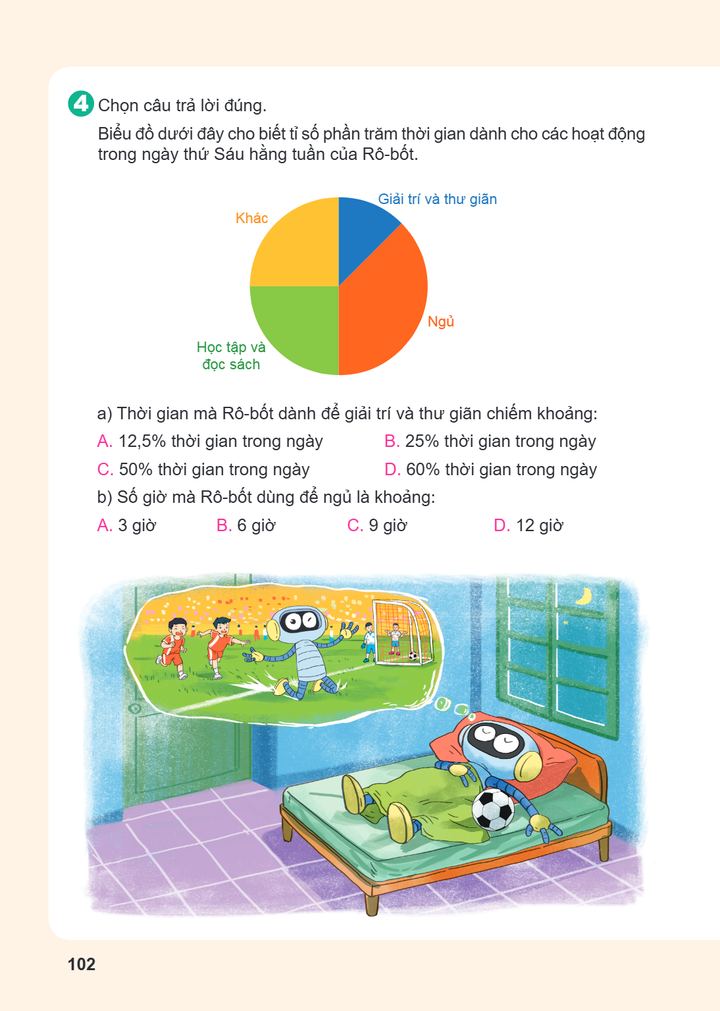 4 Chọn câu trả lời đúng.
Biểu đồ dưới đây cho biết tỉ số phần trăm thời gian dành cho các hoạt động
trong ngày thứ Sáu hằng tuần của Rô-bốt.
Giải trí và thư giãn
Khác
Ngủ
Học tập và
đọc sách
a) Thời gian mà Rô-bốt dành để giải trí và thư giãn chiếm khoảng:
A. 12,5% thời gian trong ngày B. 25% thời gian trong ngày
C. 50% thời gian trong ngày D. 60% thời gian trong ngày
b) Số giờ mà Rô-bốt dùng để ngủ là khoảng:
A. 3 giờ B. 6 giờ C. 9 giờ D. 12 giờ
102